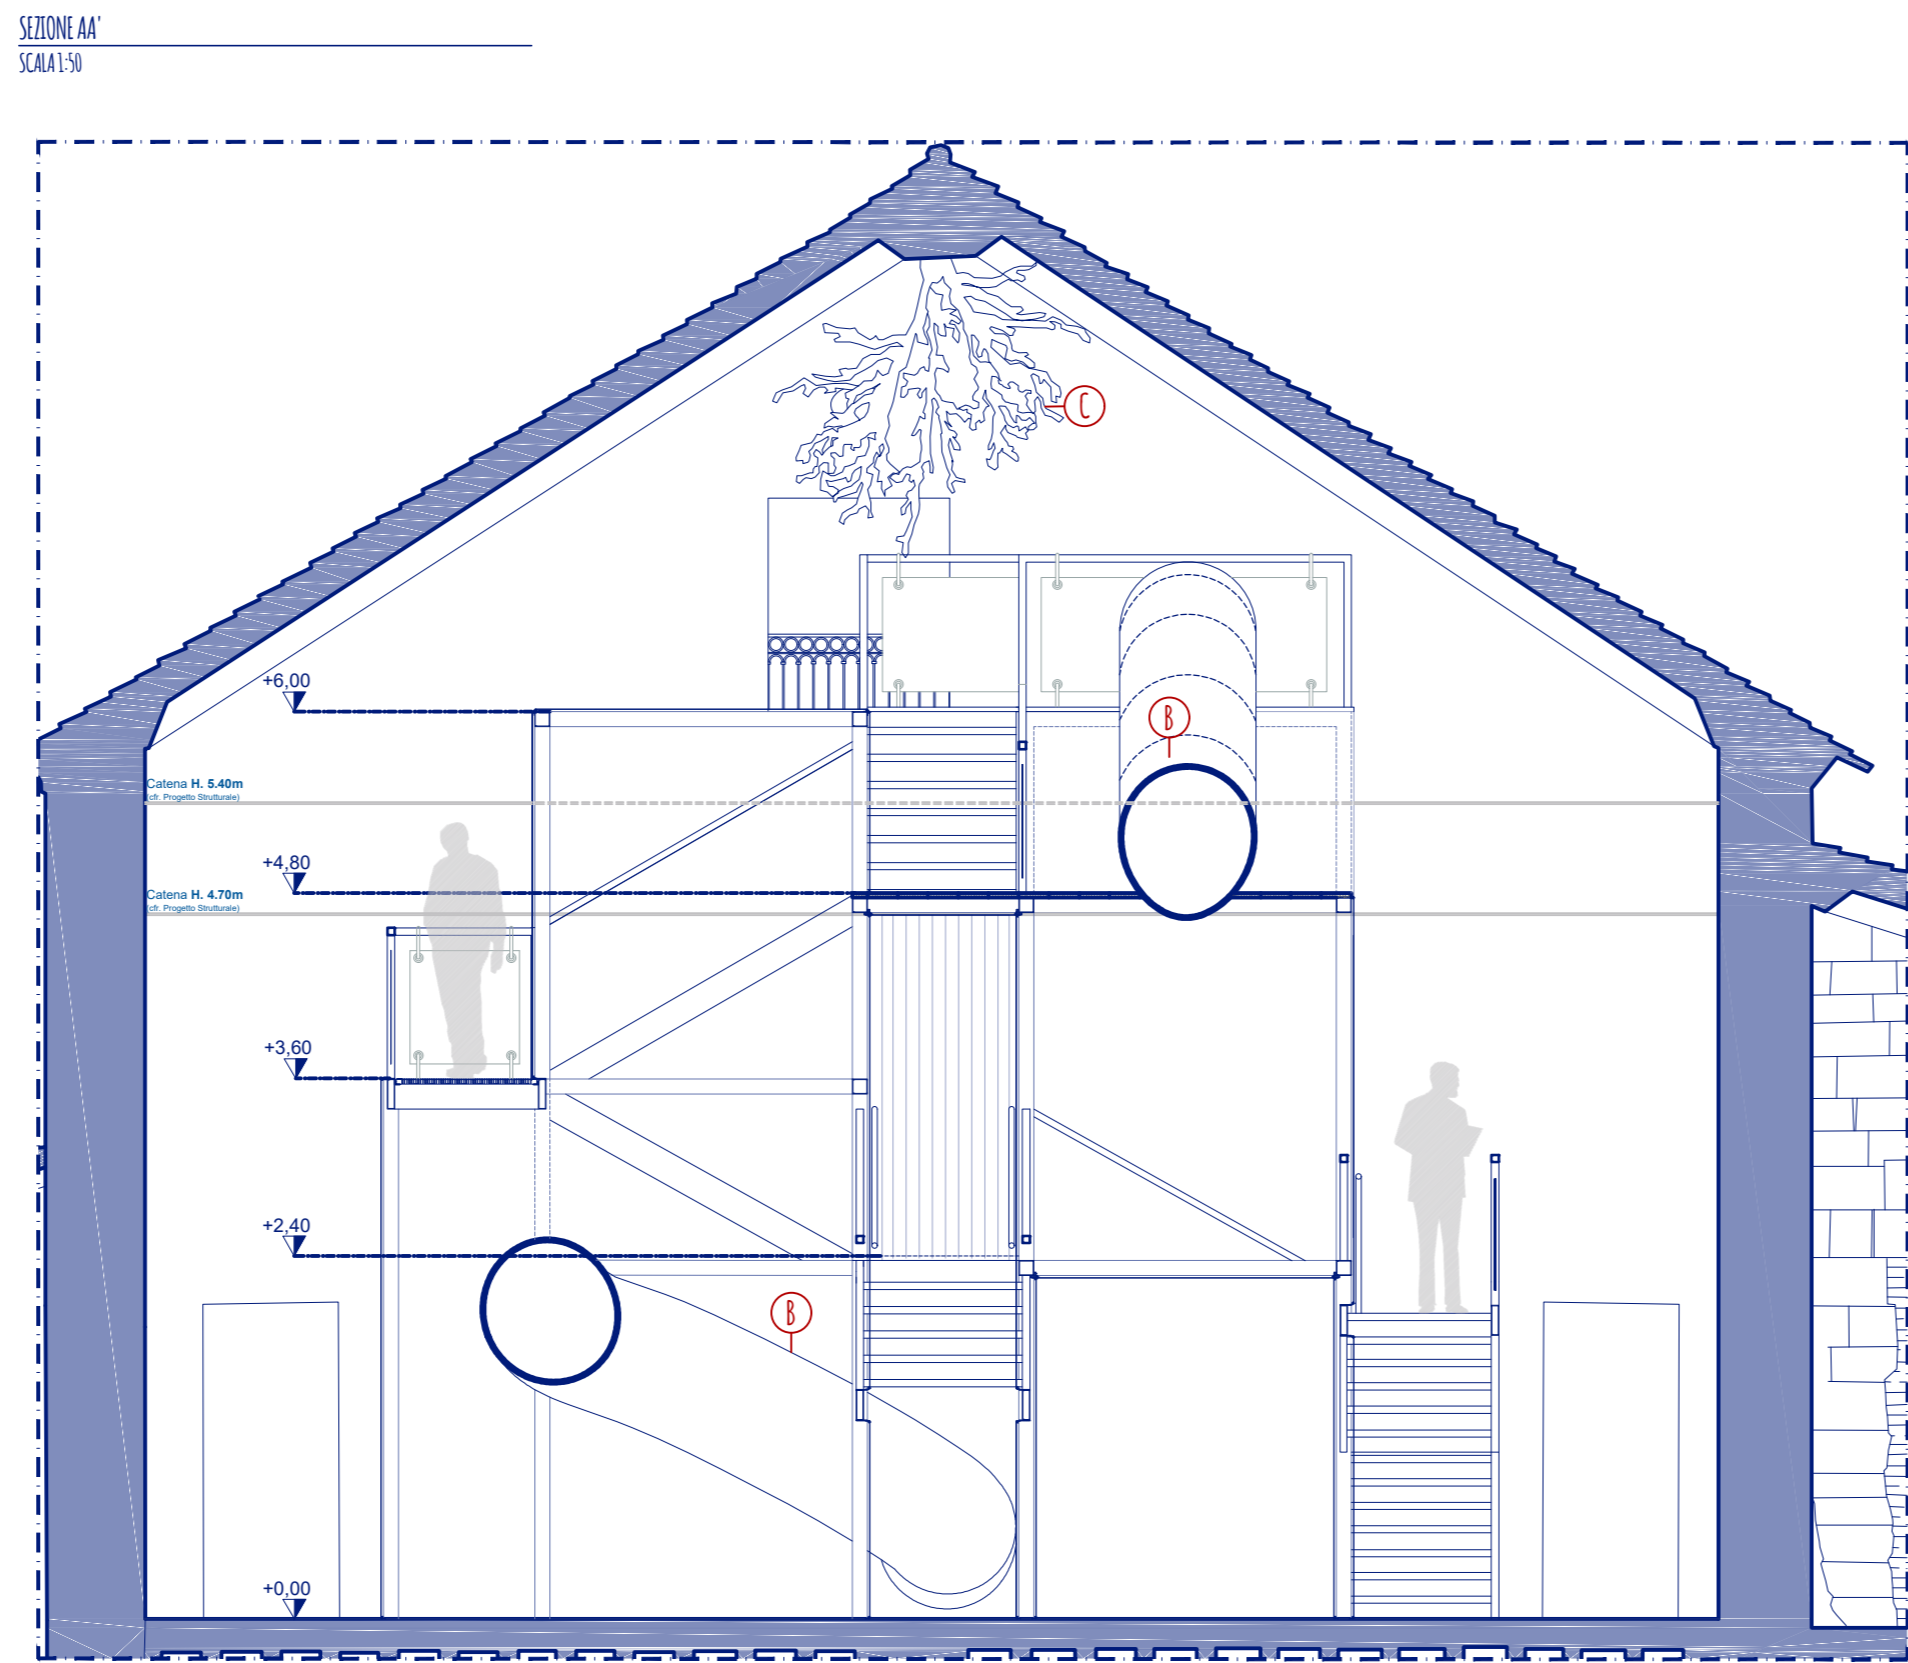 SEZIONE AA'
SCALA 1:50
C
+6,00
B
Catena H. 5.40m
(cfr. Progetto Strutturale)
+4,80
Catena H. 4.70m
(cfr. Progetto Strutturale)
+3,60
+2,40
B
+0,00